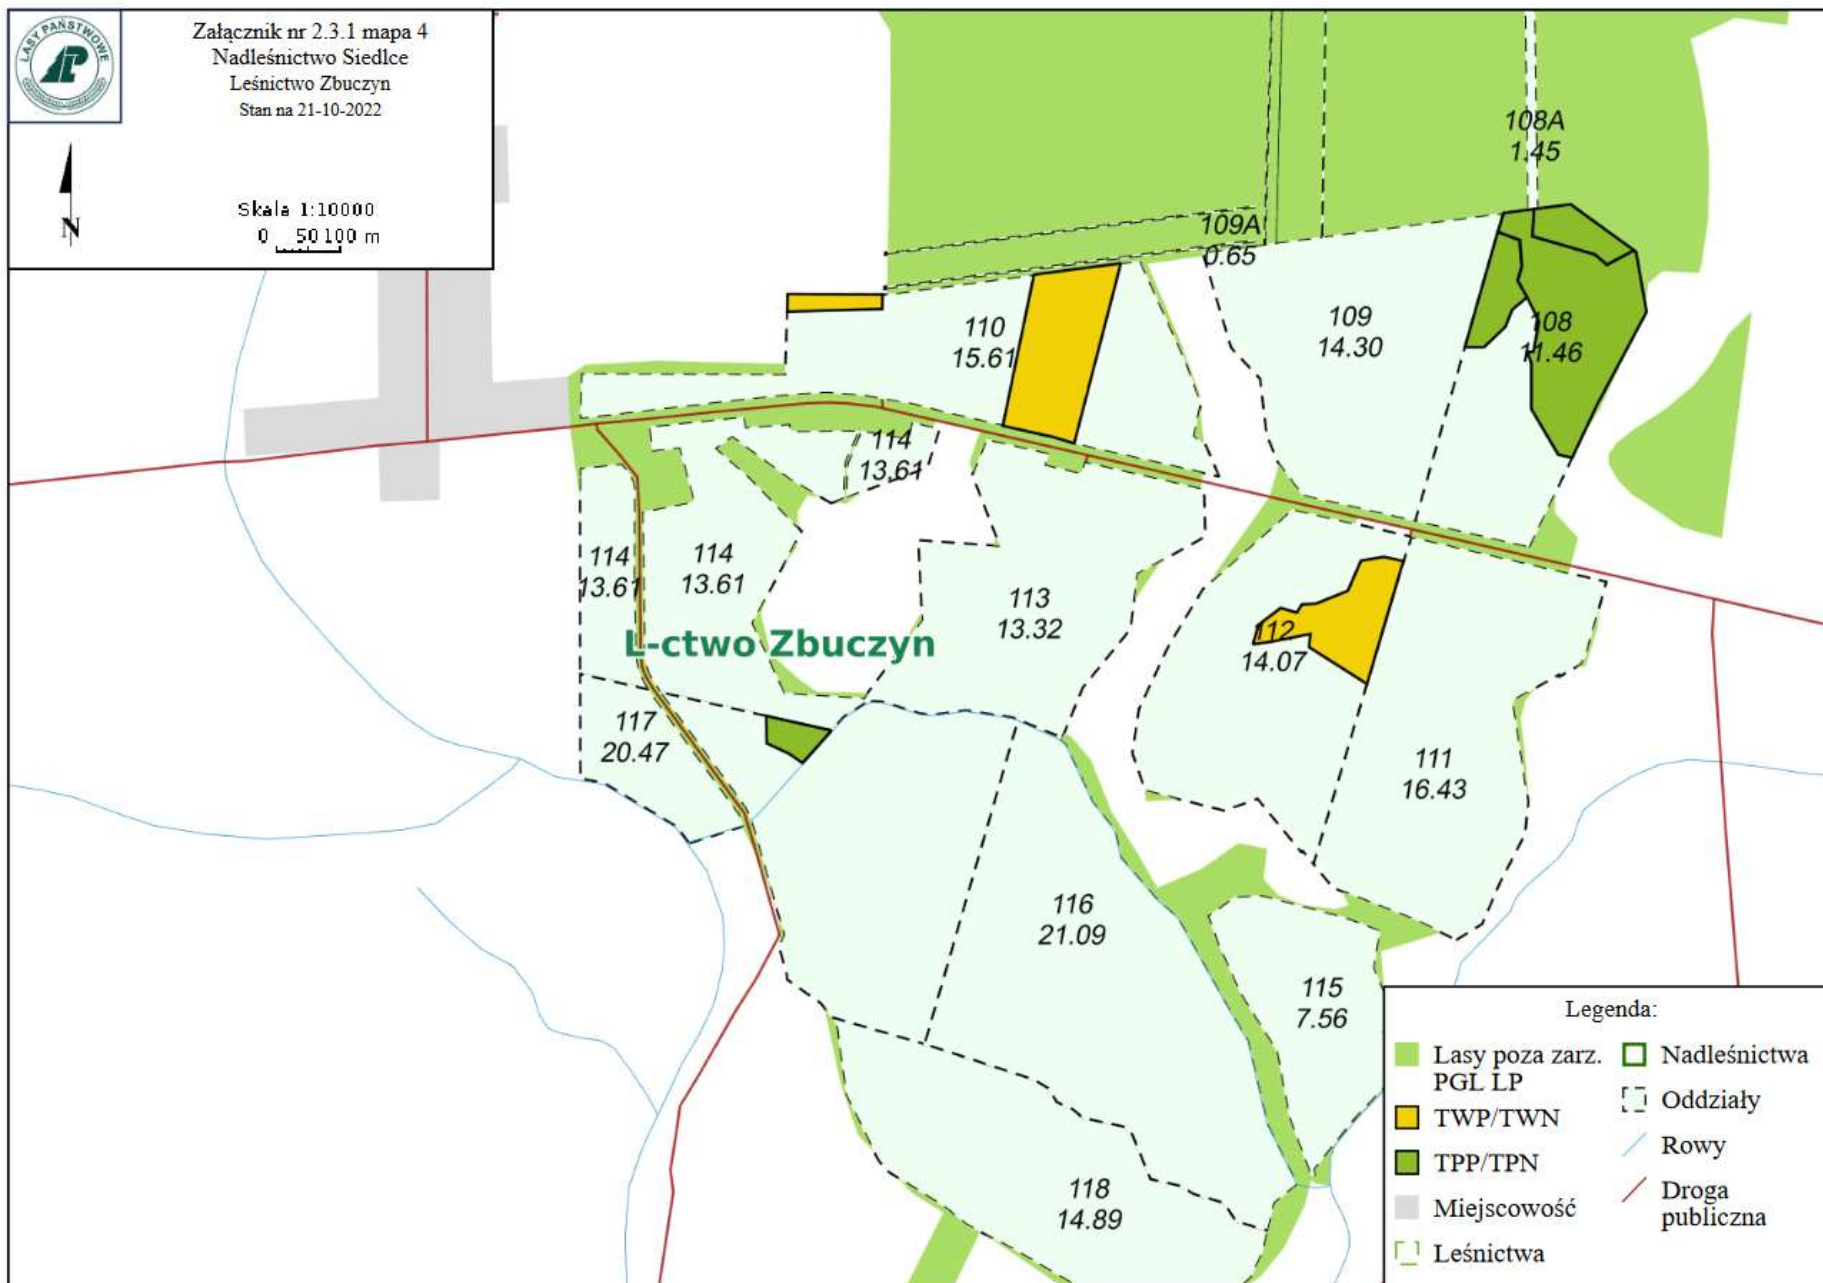 LASY PAŃSTWOWE
Załącznik nr 2.3.1 mapa 4
Nadleśnictwo Siedlce
Leśnictwo Zbuczyn
Stan na 21-10-2022
N
Skala 1:10000
0 50 100 m
108A
1.45
109A
0.65
110
15.61
109
14.30
108
11.46
114
13.61
114
13.61
114
13.61
113
13.32
112
14.07
L-ctwo Zbuczyn
117
20.47
111
16.43
116
21.09
115
7.56
118
14.89
Legenda:
Lasy poza zarz.
PGL LP
TWP/TWN
TPP/TPN
Miejscowość
Leśnictwa
Nadleśnictwa
Oddziały
Rowy
Droga
publiczna